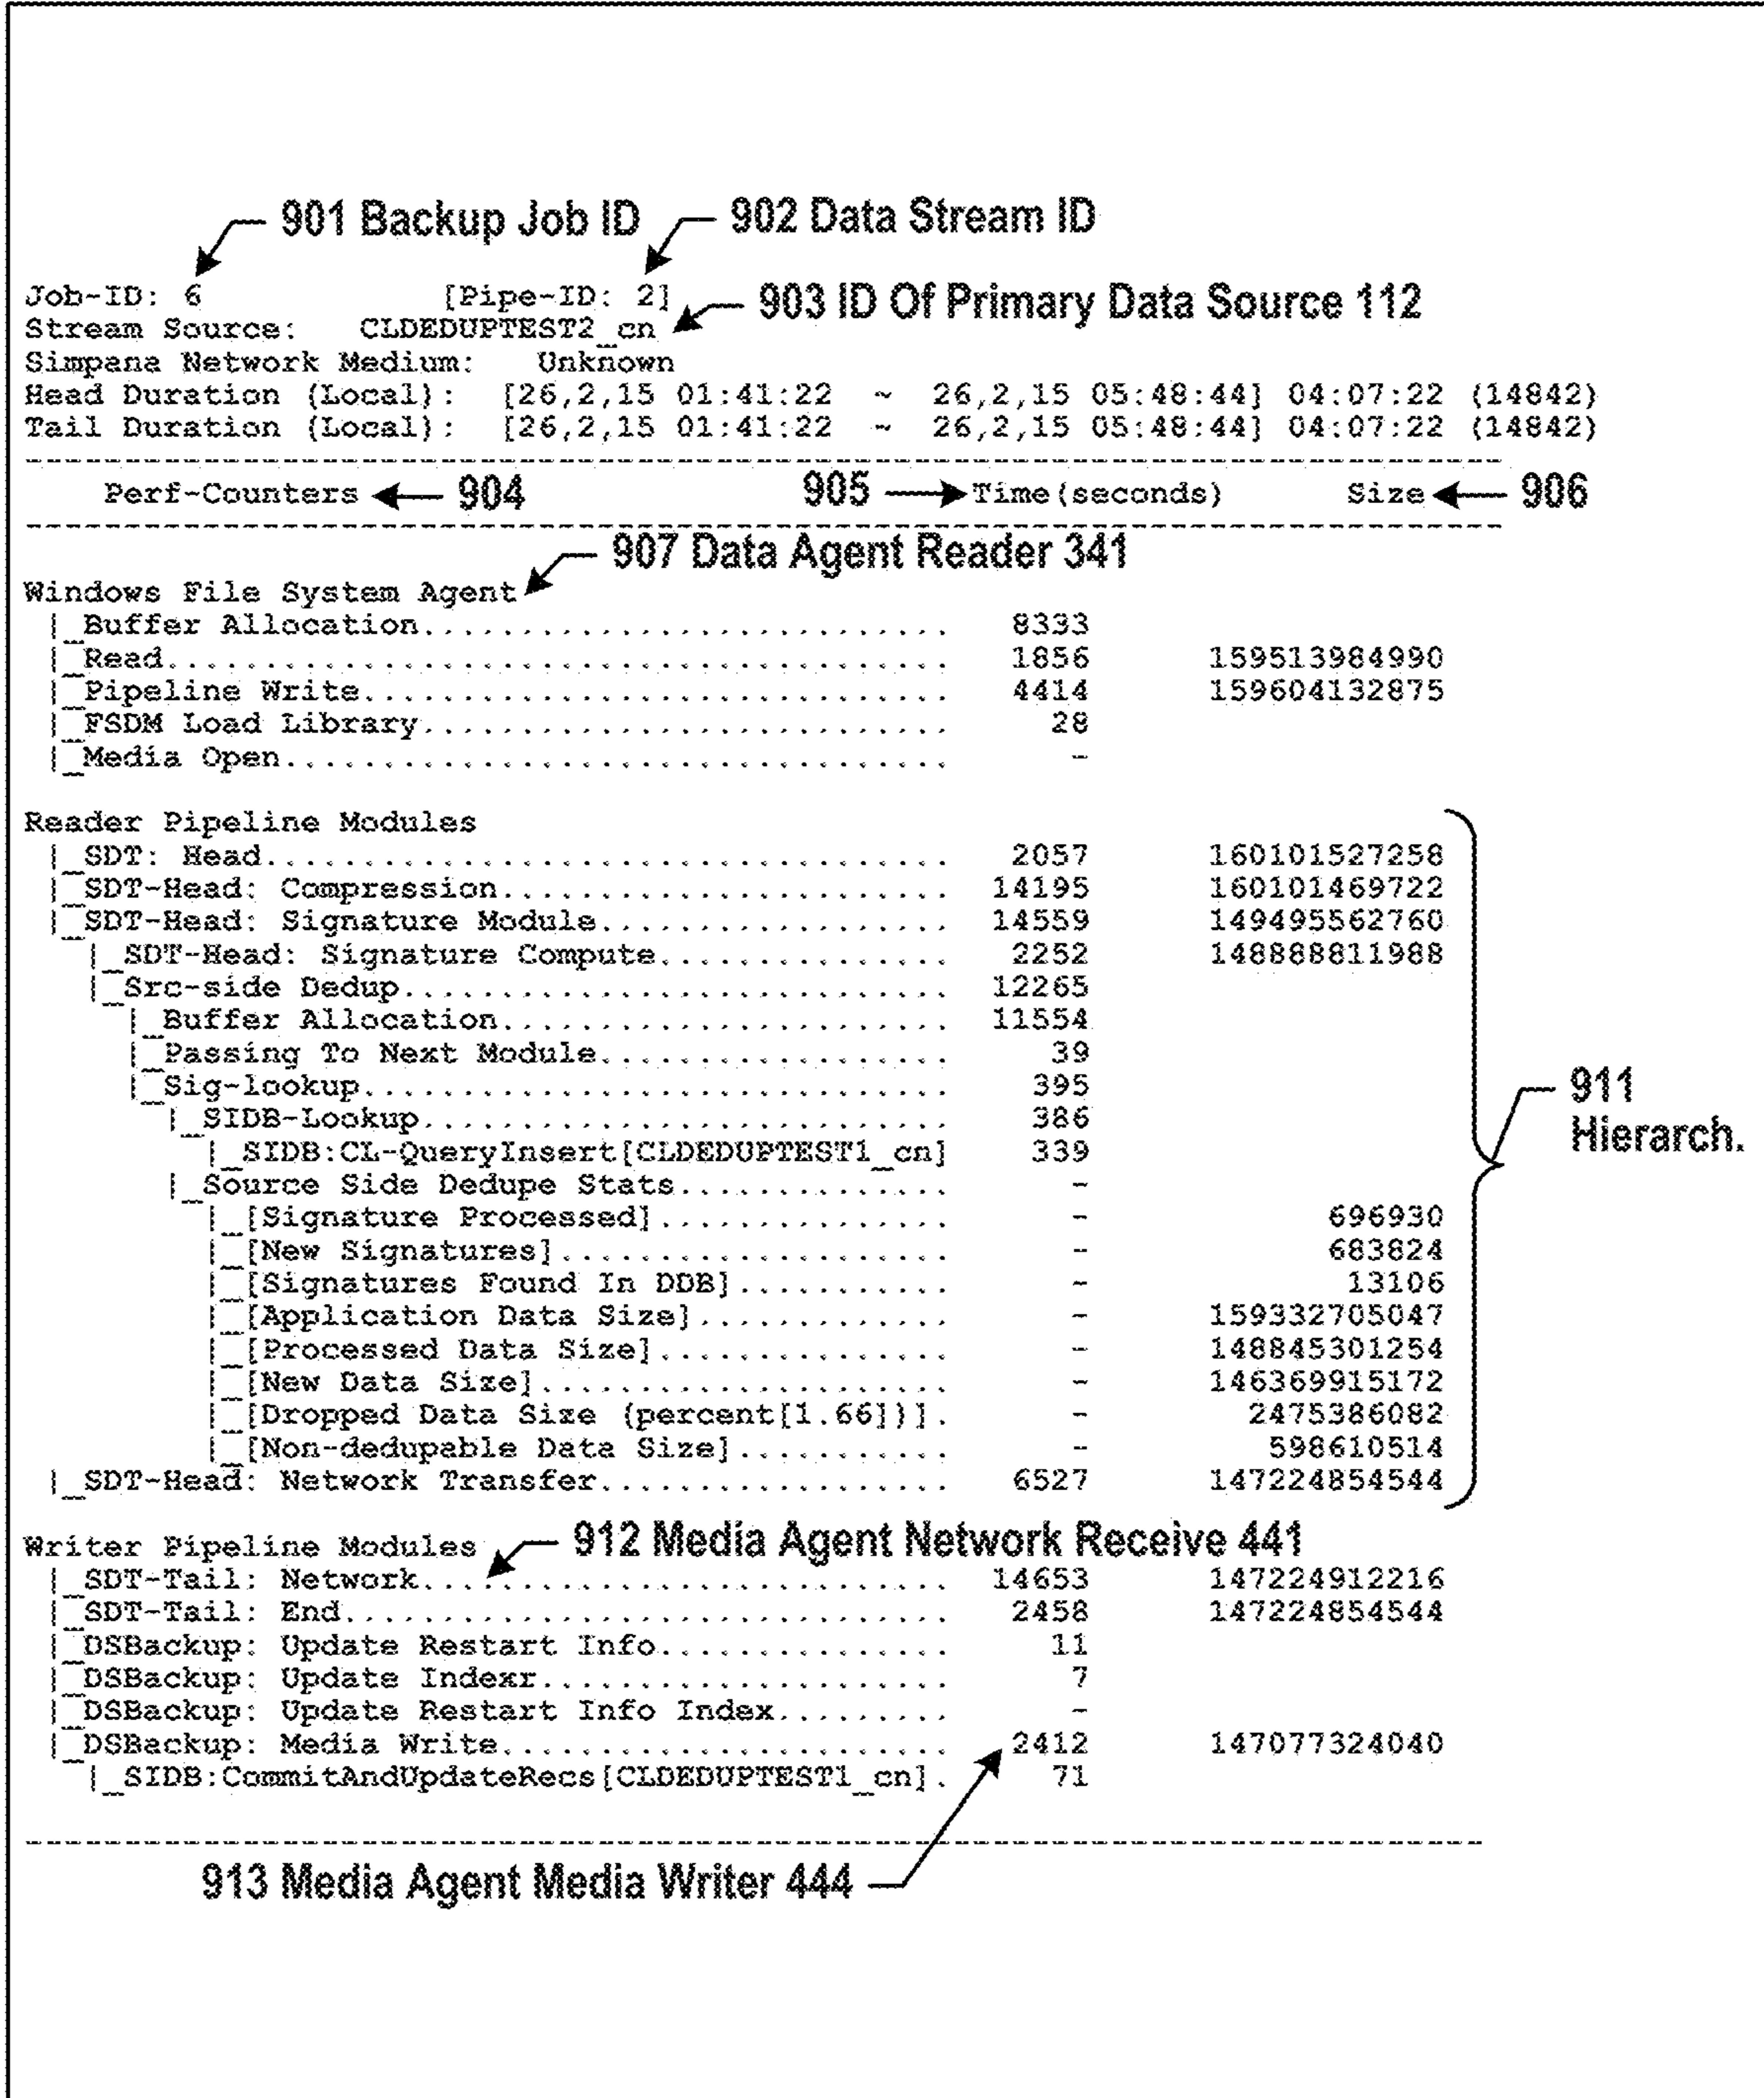 901 Backup Job ID 902 Data Stream ID
Job-ID: 6 [Pipe-ID: 2] 903 ID Of Primary Data Source 112
Stream Source: CLDEDUPTEST2_cn
Simpana Network Medium: Unknown
Head Duration (Local): [26,2,15 01:41:22 ~ 26,2,15 05:48:44] 04:07:22 (14842)
Tail Duration (Local): [26,2,15 01:41:22 ~ 26,2,15 05:48:44] 04:07:22 (14842)
Perf-Counters 904 905 Time(seconds) Size 906
907 Data Agent Reader 341
Windows File System Agent
|_Buffer Allocation........................... 8333
|_Read........................................ 1856 159513984990
|_Pipeline Write.............................. 4414 159604132875
|_FSDM Load Library........................... 28
|_Media Open.................................. -
Reader Pipeline Modules
|_SDT: Head................................... 2057 160101527258
|_SDT-Head: Compression....................... 14195 160101469722
|_SDT-Head: Signature Module.................. 14559 149495562760
|_SDT-Head: Signature Compute............... 2252 148888811988
|_Src-side Dedup............................ 12265
|_Buffer Allocation....................... 11554
|_Passing To Next Module.................. 39
|_Sig-lookup.............................. 395
|_SIDB-Lookup........................... 386
|_SIDB:CL-QueryInsert[CLDEDUPTEST1_cn] 339
|_Source Side Dedupe Stats.............. -
|_[Signature Processed]............... - 696930
|_[New Signatures].................... - 683824
|_[Signatures Found In DDB]........... - 13106
|_[Application Data Size]............. - 159332705047
|_[Processed Data Size]............... - 148845301254
|_[New Data Size]..................... - 146369915172
|_[Dropped Data Size (percent[1.66])]. - 2475386082
|_[Non-dedupable Data Size]........... - 598610514
|_SDT-Head: Network Transfer.................. 6527 147224854544
911
Hierarch.
Writer Pipeline Modules 912 Media Agent Network Receive 441
|_SDT-Tail: Network........................... 14653 147224912216
|_SDT-Tail: End............................... 2458 147224854544
|_DSBackup: Update Restart Info............... 11
|_DSBackup: Update Indexr..................... 7
|_DSBackup: Update Restart Info Index......... -
|_DSBackup: Media Write....................... 2412 147077324040
|_SIDB:CommitAndUpdateRecs[CLDEDUPTEST1_cn]. 71
913 Media Agent Media Writer 444